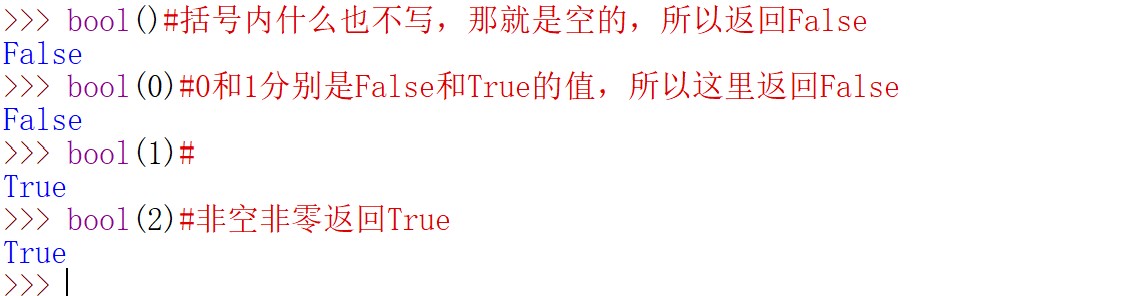 >>> bool()#括号内什么也不写，那就是空的，所以返回False
False
>>> bool(0)#0和1分别是False和True的值，所以这里返回False
False
>>> bool(1)#
True
>>> bool(2)#非空非零返回True
True
>>>